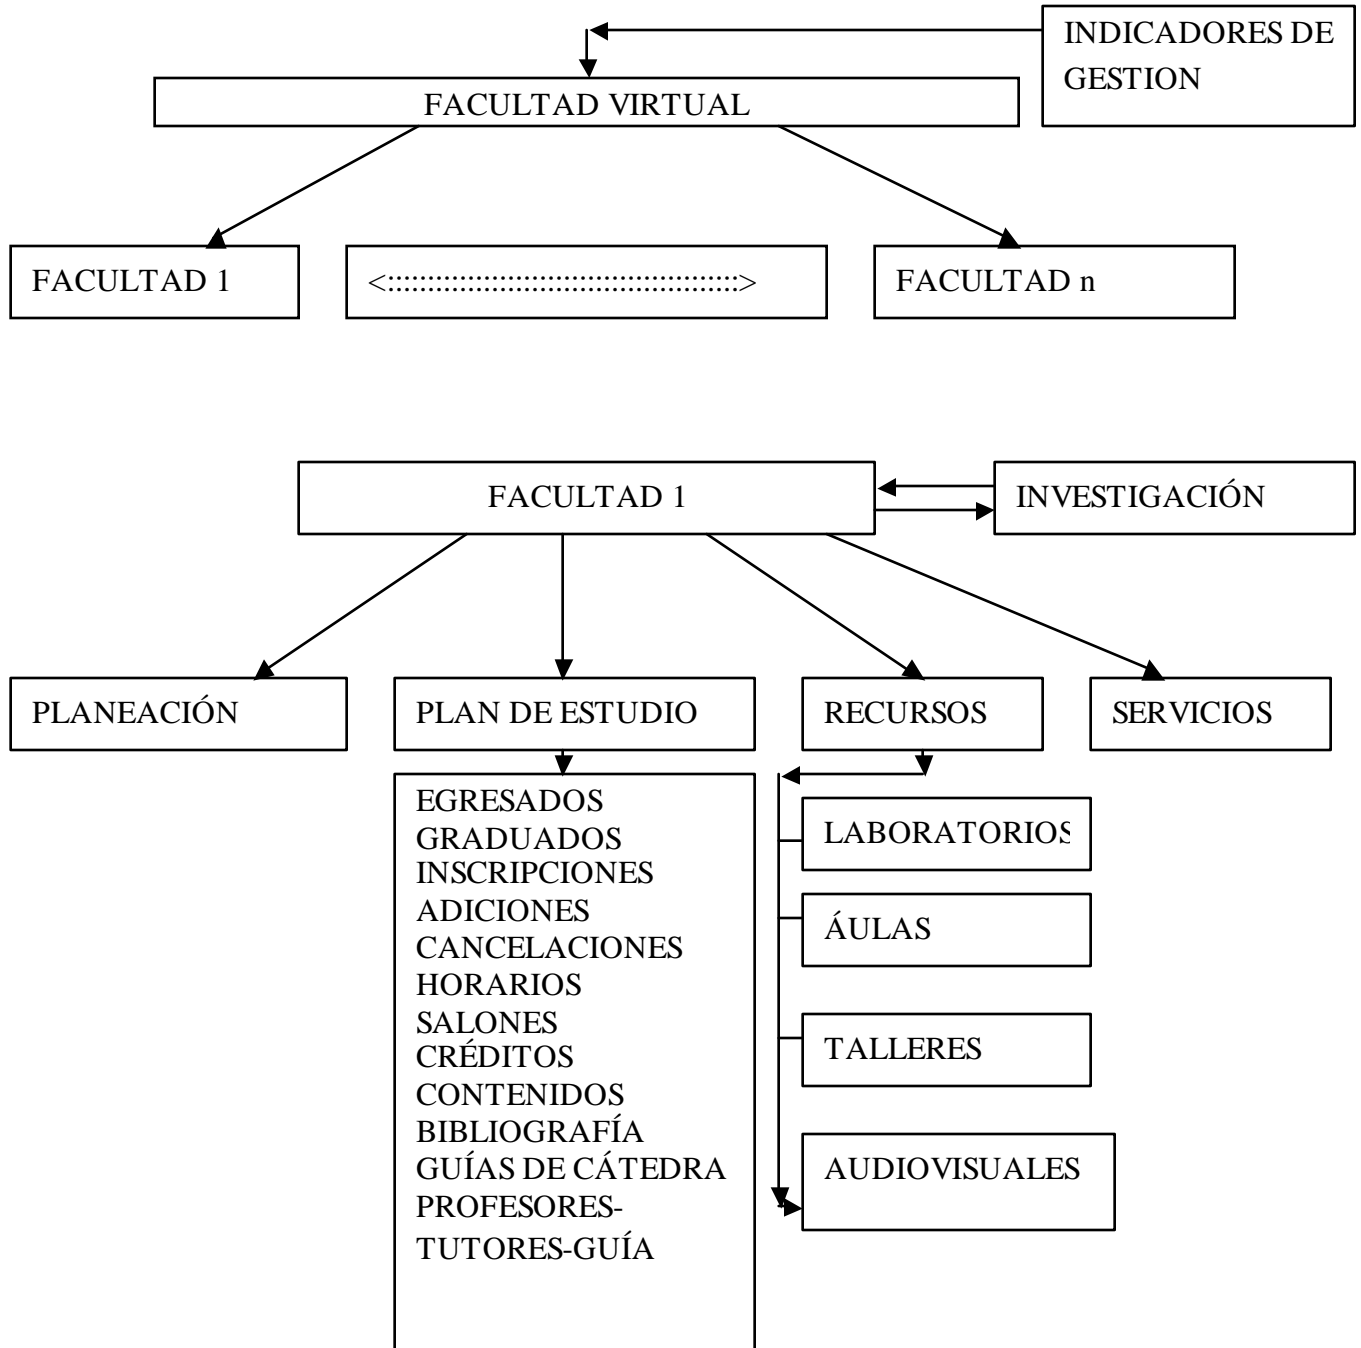 INDICADORES DE
GESTION
FACULTAD VIRTUAL
FACULTAD 1
<::::::::::::::::::::::::::::::::::::::::::::>
FACULTAD n
FACULTAD 1
INVESTIGACIÓN
PLANEACIÓN
PLAN DE ESTUDIO
RECURSOS
SERVICIOS
EGRESADOS
GRADUADOS
INSCRIPCIONES
ADICIONES
CANCELACIONES
HORARIOS
SALONES
CRÉDITOS
CONTENIDOS
BIBLIOGRAFÍA
GUÍAS DE CÁTEDRA
PROFESORES-
TUTORES-GUÍA
LABORATORIOS
ÁULAS
TALLERES
AUDIOVISUALES